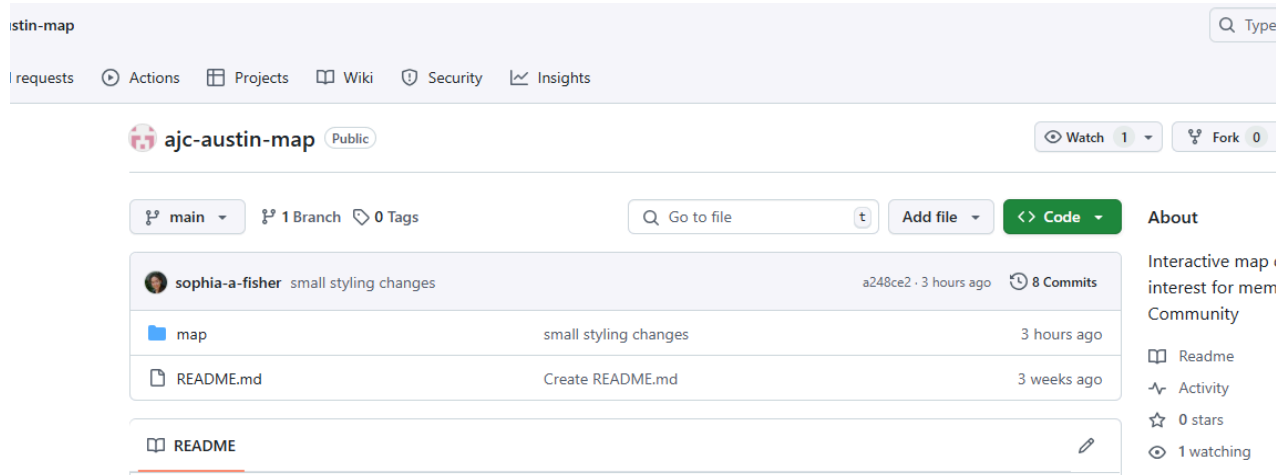 stin-map
Type
requests Actions Projects Wiki Security Insights
ajc-austin-map Public
Watch 1 Fork 0
main 1 Branch 0 Tags Go to file t Add file Code About
Interactive map
interest for mem
Community
sophia-a-fisher small styling changes a248ce2 · 3 hours ago 8 Commits
map small styling changes 3 hours ago
Readme
README.md Create README.md 3 weeks ago
Activity
0 stars
README
1 watching